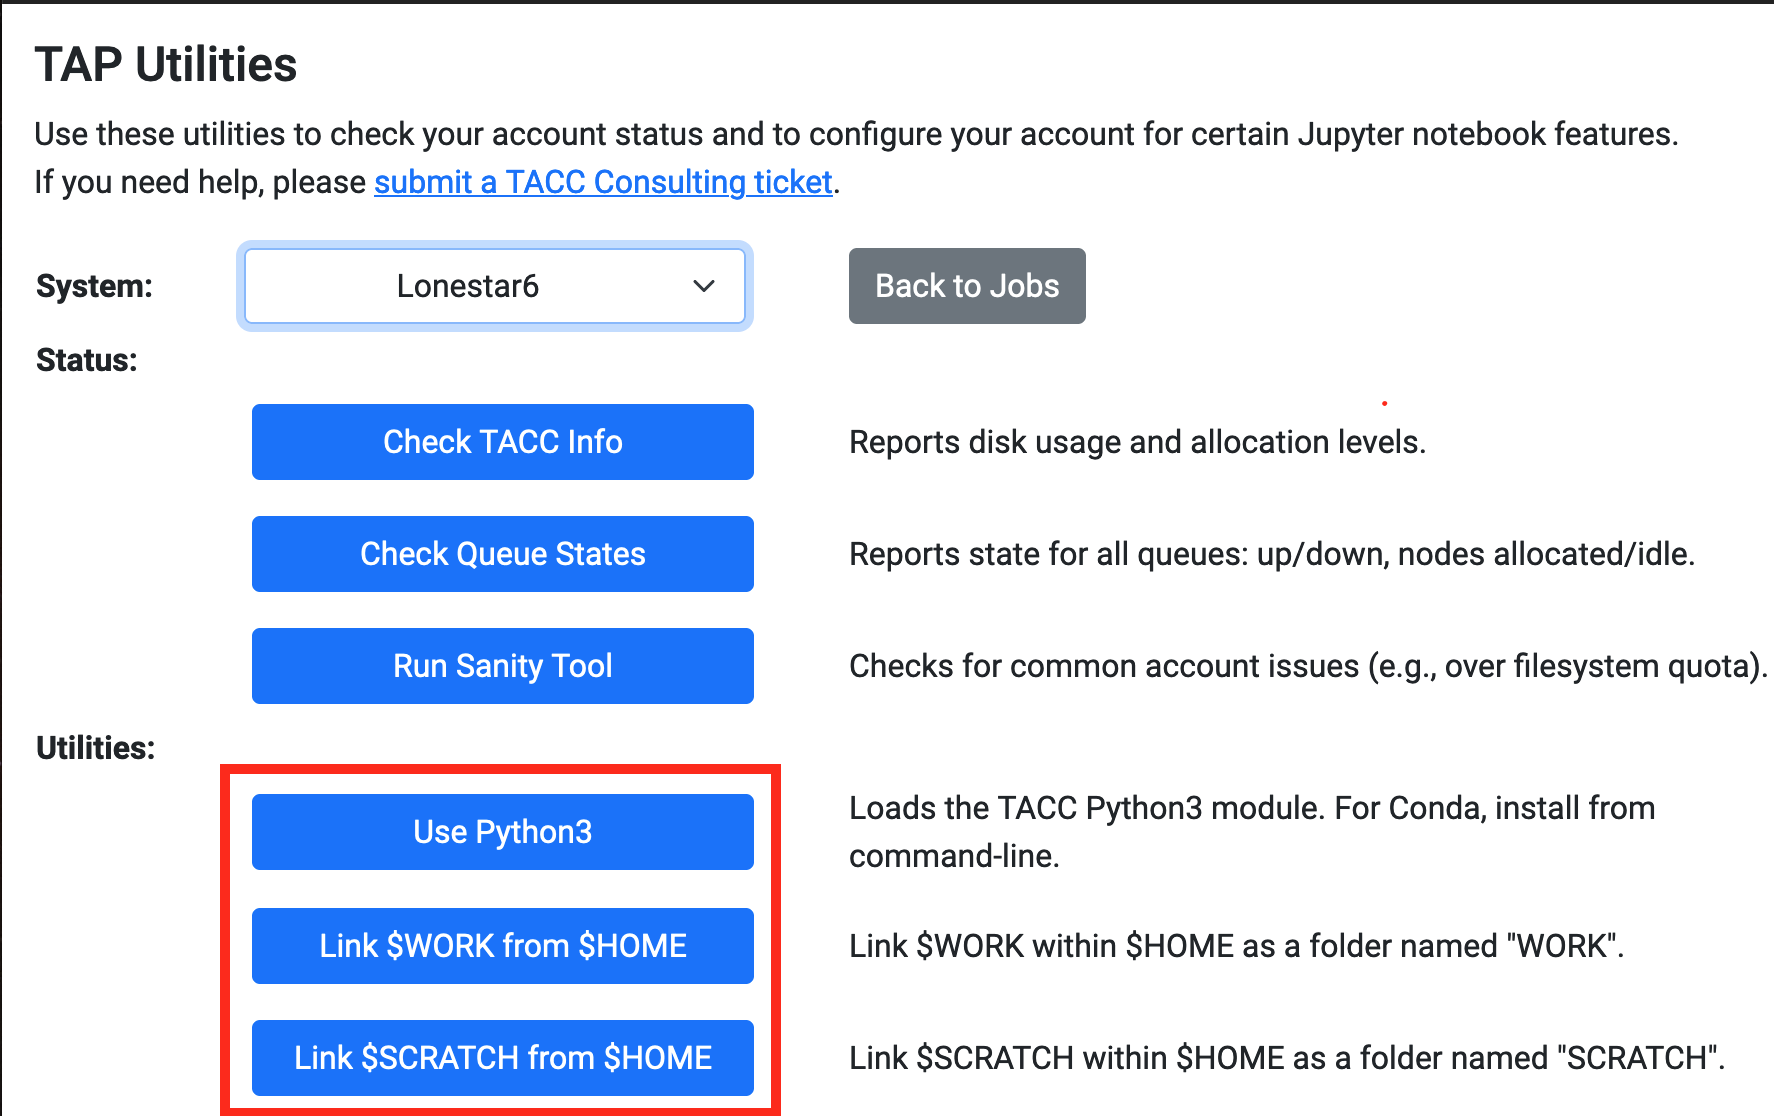 TAP Utilities
Use these utilities to check your account status and to configure your account for certain Jupyter notebook features.
If you need help, please submit a TACC Consulting ticket.
System:
Lonestar6
Back to Jobs
Status:
Check TACC Info
Reports disk usage and allocation levels.
Check Queue States
Reports state for all queues: up/down, nodes allocated/idle.
Run Sanity Tool
Checks for common account issues (e.g., over filesystem quota).
Utilities:
Use Python3
Loads the TACC Python3 module. For Conda, install from
command-line.
Link $WORK from $HOME
Link $WORK within $HOME as a folder named "WORK".
Link $SCRATCH from $HOME
Link $SCRATCH within $HOME as a folder named "SCRATCH".